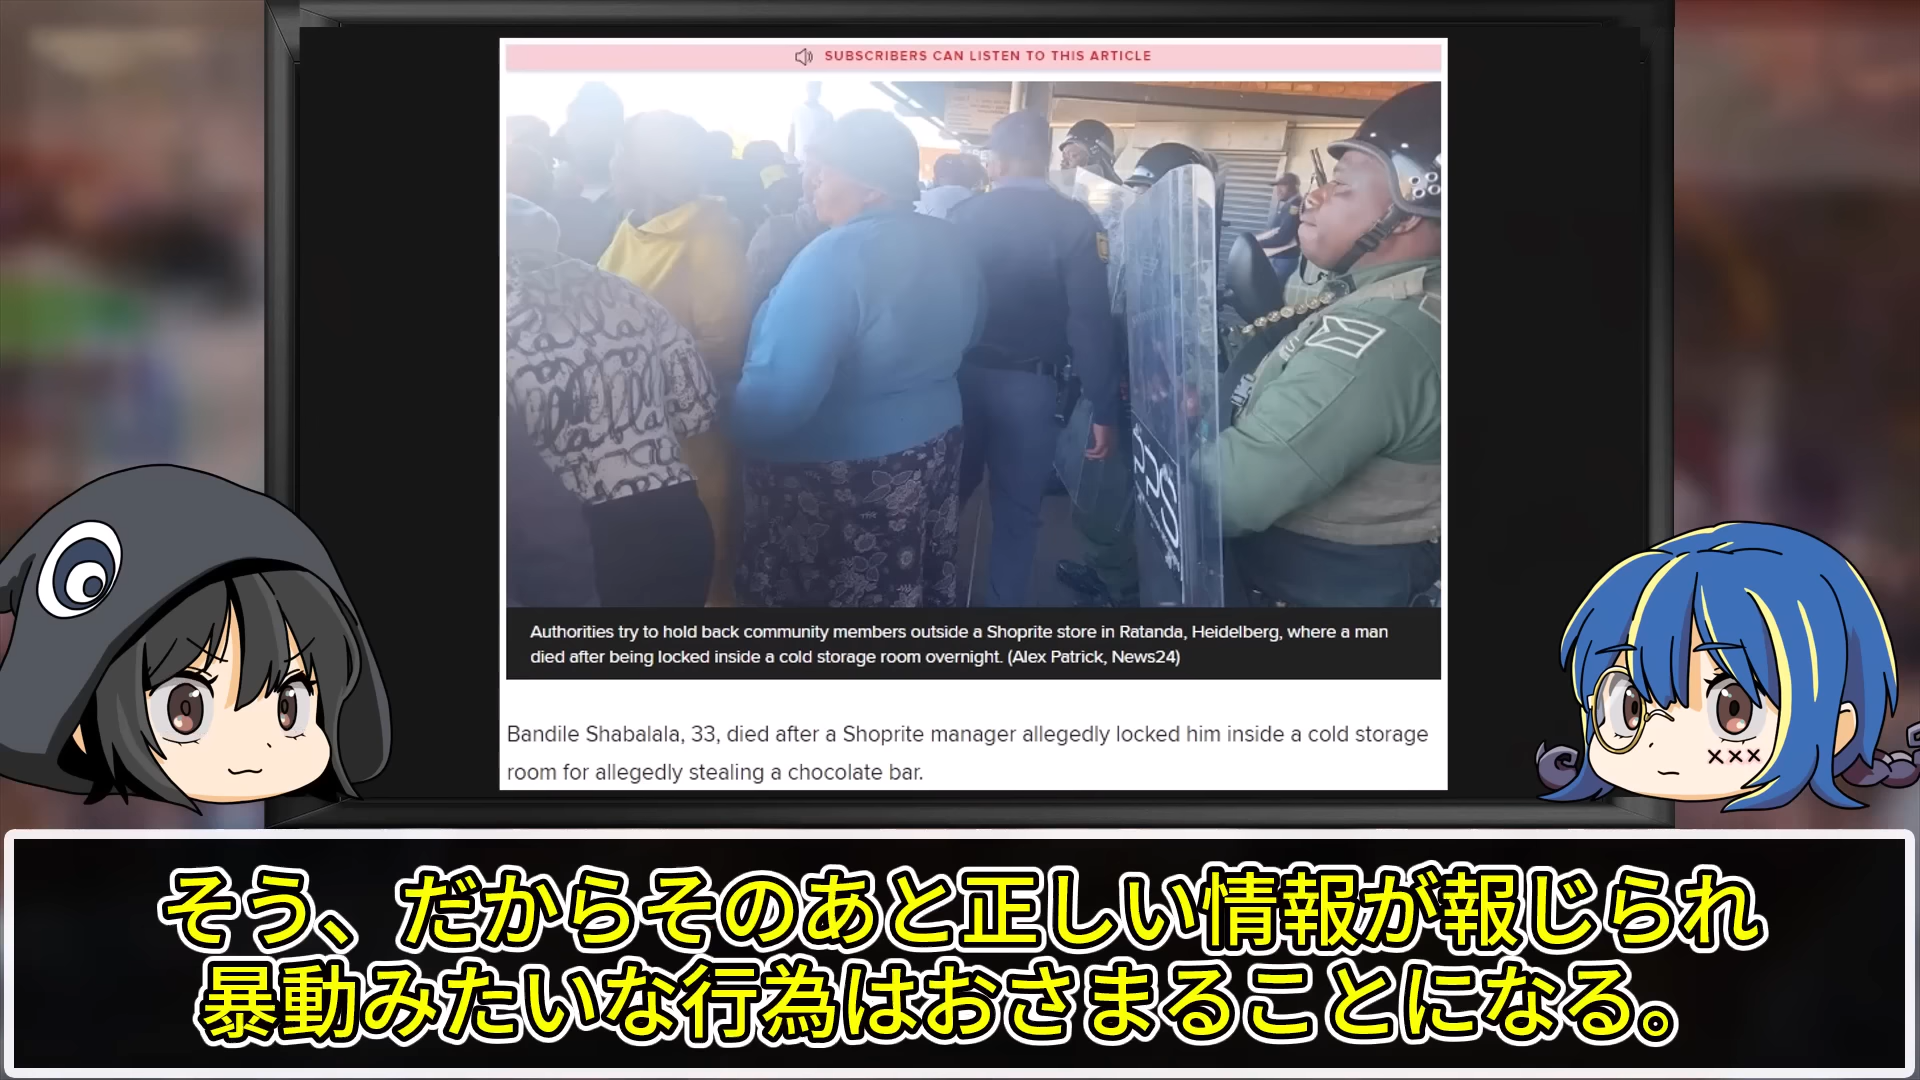 SUBSCRIBERS CAN LISTEN TO THIS ARTICLE
PPS
Authorities try to hold back community members outside a Shoprite store in Ratanda, Heidelberg, where a man
died after being locked inside a cold storage room overnight. (Alex Patrick, News24)
Bandile Shabalala, 33, died after a Shoprite manager allegedly locked him inside a cold storage
room for allegedly stealing a chocolate bar.
そう、だからそのあと正しい情報が報じられ
暴動みたいな行為はおさまることになる。